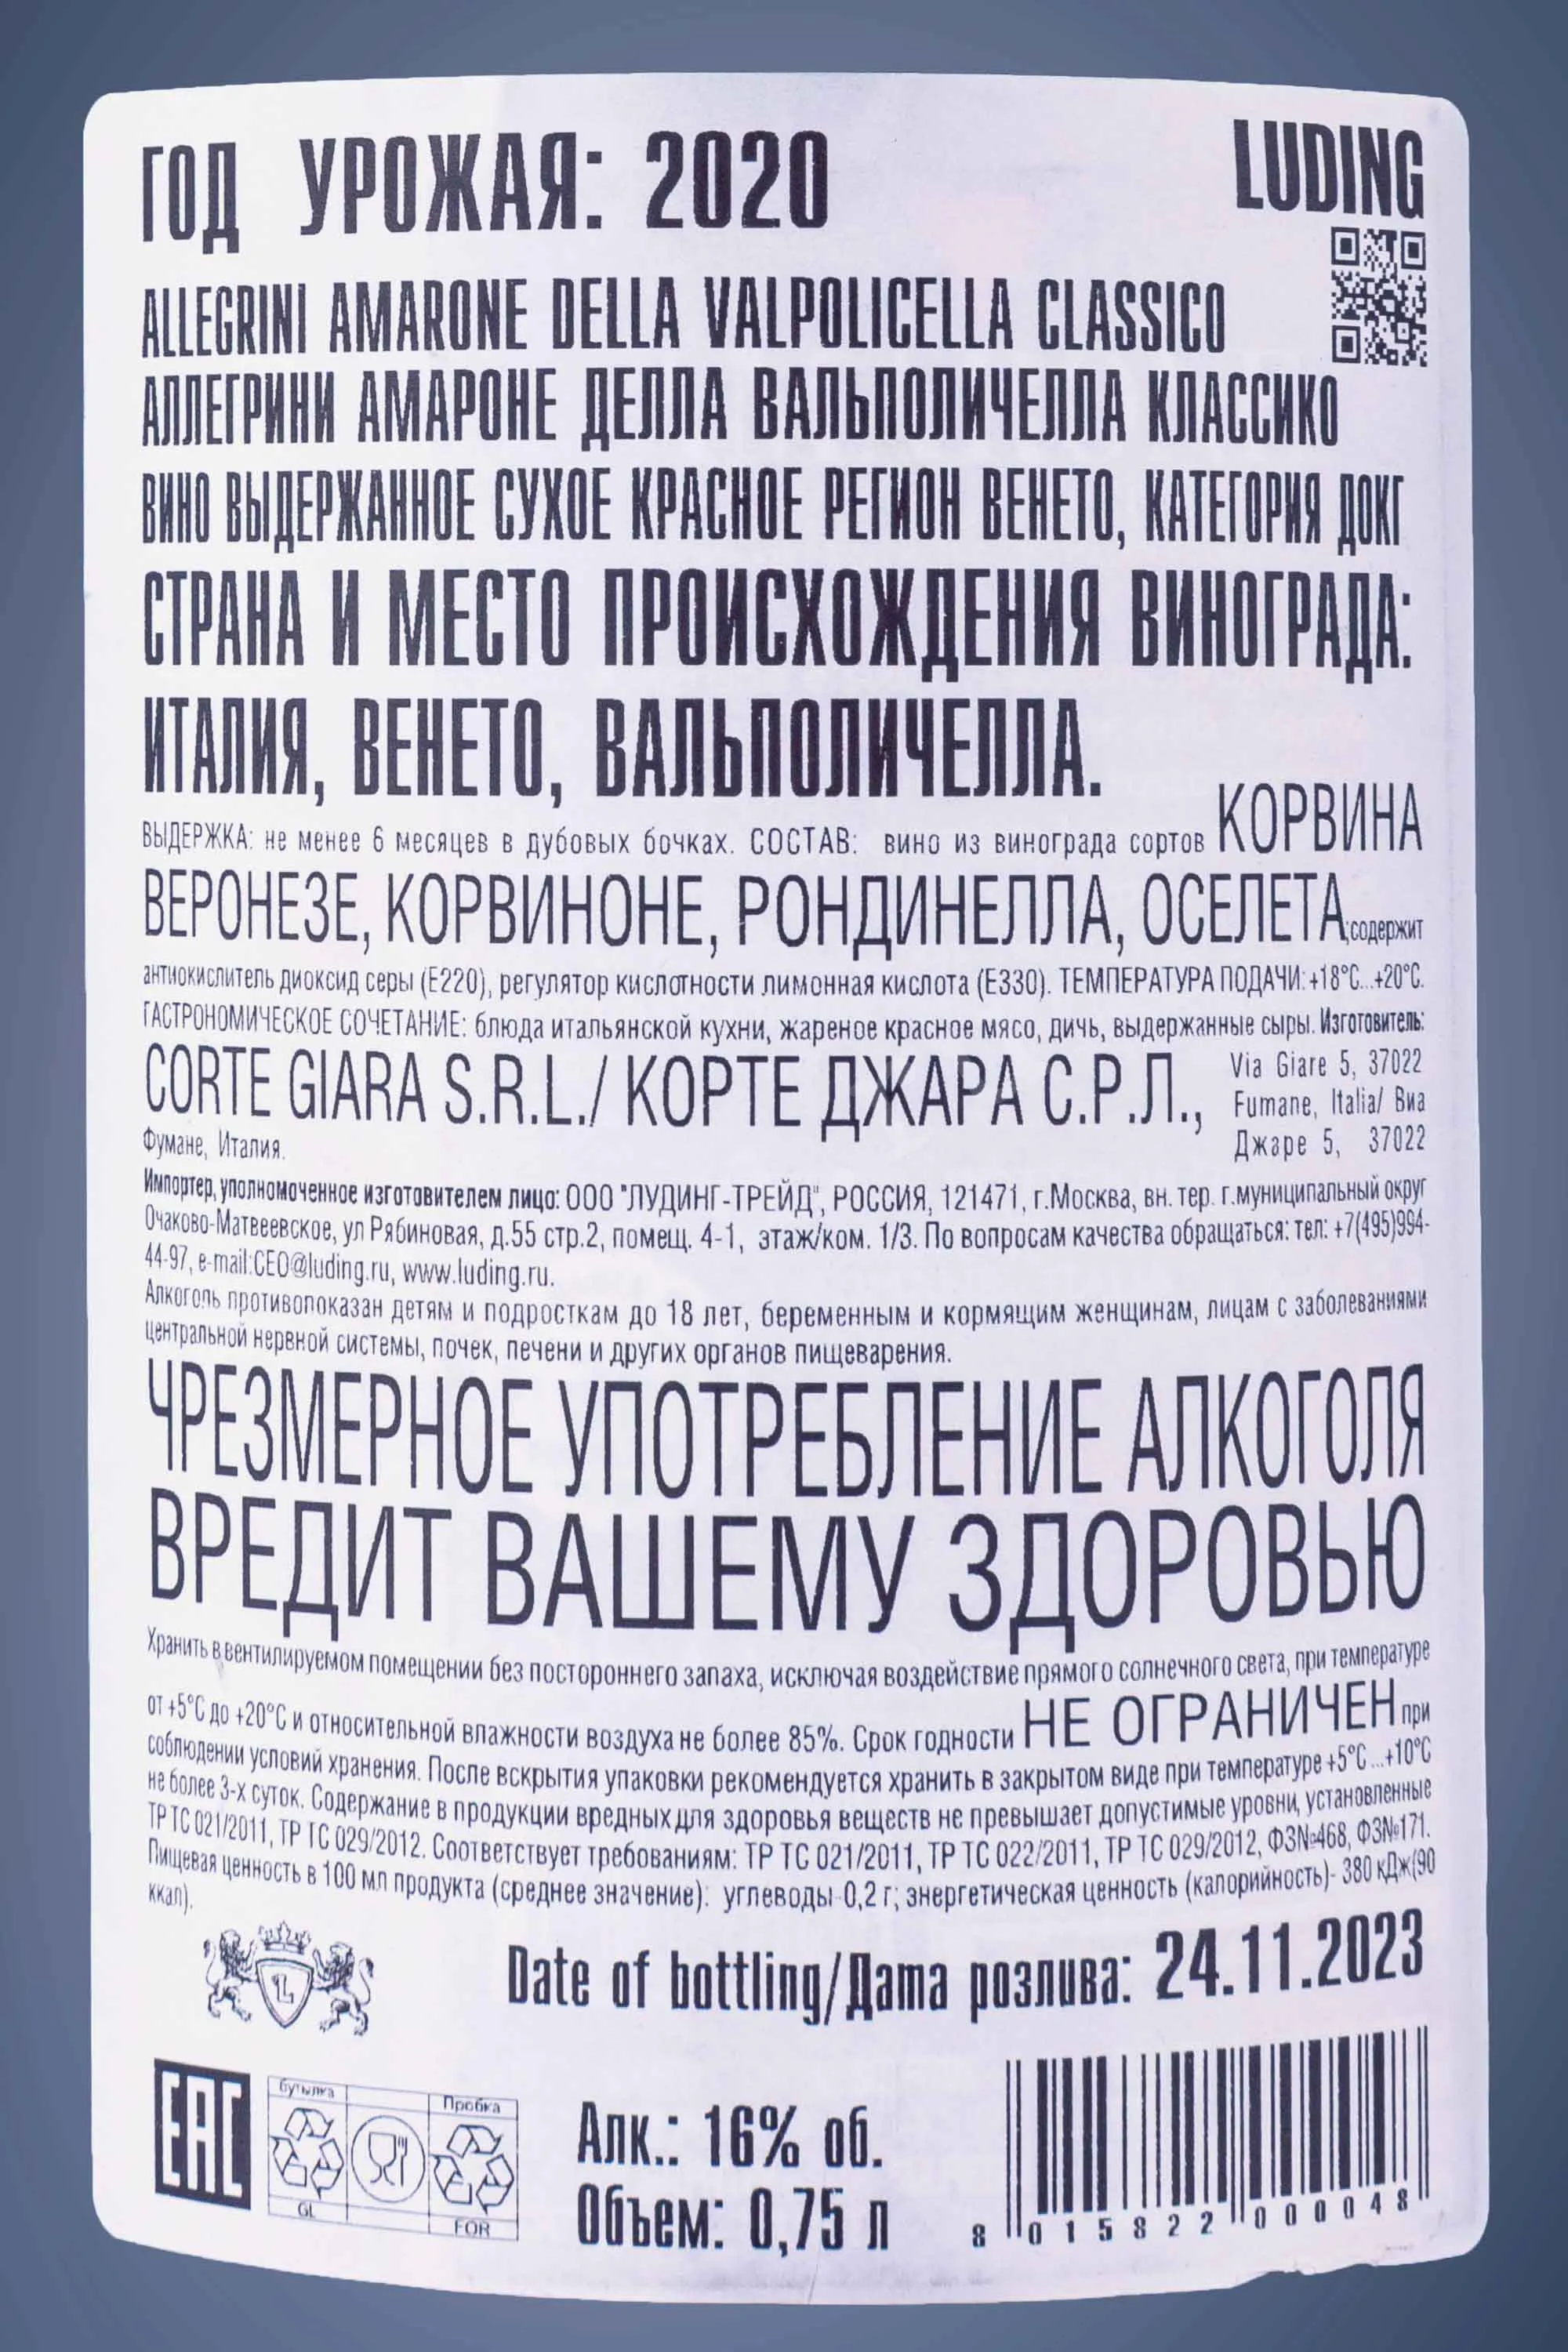 ГОД УРОЖАЯ: 2020
LUDING
ALLEGRINI AMARONE DELLA VALPOLICELLA CLASSICO
АЛЛЕГРИНИ АМАРОНЕ ДЕЛЛА ВАЛЬПОЛИЧЕЛЛА КЛАССИКО
ВИНО ВЫДЕРЖАННОЕ СУХОЕ КРАСНОЕ РЕГИОН ВЕНЕТО, КАТЕГОРИЯ ДОКГ
СТРАНА И МЕСТО ПРОИСХОЖДЕНИЯ ВИНОГРАДА:
ИТАЛИЯ, ВЕНЕТО, ВАЛЬПОЛИЧЕЛЛА.
ВЫДЕРЖКА: не менее 6 месяцев в дубовых бочках. СОСТАВ: вино из винограда сортов КОРВИНА
ВЕРОНЕЗЕ, КОРВИНОНЕ, РОНДИНЕЛЛА, ОСЕЛЕТА;содержит
антиокислитель диоксид серы (Е220), регулятор кислотности лимонная кислота (Е330). ТЕМПЕРАТУРА ПОДАЧИ: +18°C...+20°C.
ГАСТРОНОМИЧЕСКОЕ СОЧЕТАНИЕ: блюда итальянской кухни, жареное красное мясо, дичь, выдержанные сыры. Изготовитель:
CORTE GIARA S.R.L./ КОРТЕ ДЖАРА С.Р.Л.,
Via Giare 5, 37022
Fumane, Italia/ Виа
Джаре 5, 37022
Фумане, Италия.
Импортер, уполномоченное изготовителем лицо: ООО "ЛУДИНГ-ТРЕЙД", РОССИЯ, 121471, г.Москва, вн. тер. г.муниципальный округ
Очаково-Матвеевское, ул Рябиновая, д.55 стр.2, помещ. 4-1, этаж/ком. 1/3. По вопросам качества обращаться: тел: +7(495)994-
44-97, e-mail:CEO@luding.ru, www.luding.ru.
Алкоголь противопоказан детям и подросткам до 18 лет, беременным и кормящим женщинам, лицам с заболеваниями
центральной нервной системы, почек, печени и других органов пищеварения.
ЧРЕЗМЕРНОЕ УПОТРЕБЛЕНИЕ АЛКОГОЛЯ
ВРЕДИТ ВАШЕМУ ЗДОРОВЬЮ
Хранить в вентилируемом помещении без постороннего запаха, исключая воздействие прямого солнечного света, при температуре
от +5°C до +20°C и относительной влажности воздуха не более 85%. Срок годности НЕ ОГРАНИЧЕН при
соблюдении условий хранения. После вскрытия упаковки рекомендуется хранить в закрытом виде при температуре +5°C ...+10°C
не более 3-х суток. Содержание в продукции вредных для здоровья веществ не превышает допустимые уровни, установленные
ТР ТС 021/2011, ТР ТС 029/2012. Соответствует требованиям: ТР ТС 021/2011, ТР ТС 022/2011, ТР ТС 029/2012, ФЗ№468, ФЗ№171.
Пищевая ценность в 100 мл продукта (среднее значение): углеводы-0,2 г; энергетическая ценность (калорийность)- 380 кДж(90
ккал).
L
Date of bottling/Дата розлива: 24.11.2023
EAC
бутылка
Пробка
GL
FOR
Алк.: 16% об.
Объем: 0,75 л
8 015822 000048